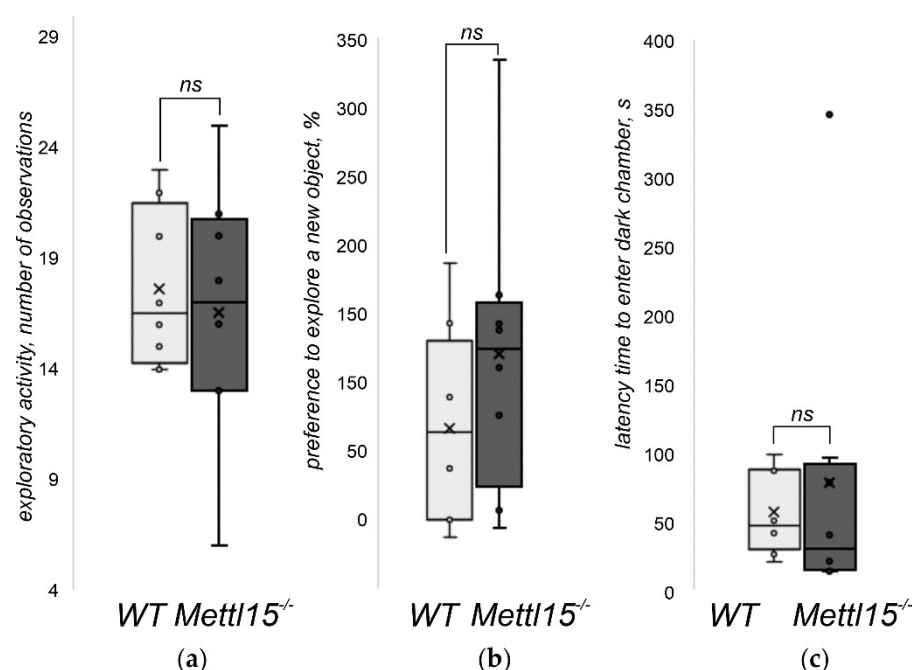 exploratory activity, number of observations
29
24
19
14
9
4
ns
WT Mettl15-/-
(a)
preference to explore a new object, %
350
300
250
200
150
150
50
0
ns
WT Mettl15-/-
(b)
latency time to enter dark chamber, s
400
350
300
250
200
150
100
50
0
ns
WT Mettl15-/-
(c)